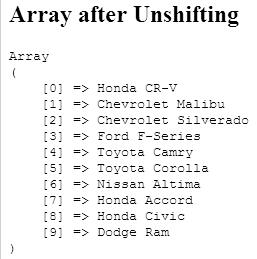 Array after Unshifting
Array
(
[0] => Honda CR-V
[1] => Chevrolet Malibu
[2] => Chevrolet Silverado
[3] => Ford F-Series
[4] => Toyota Camry
[5] => Toyota Corolla
[6] => Nissan Altima
[7] => Honda Accord
[8] => Honda Civic
[9] => Dodge Ram
)